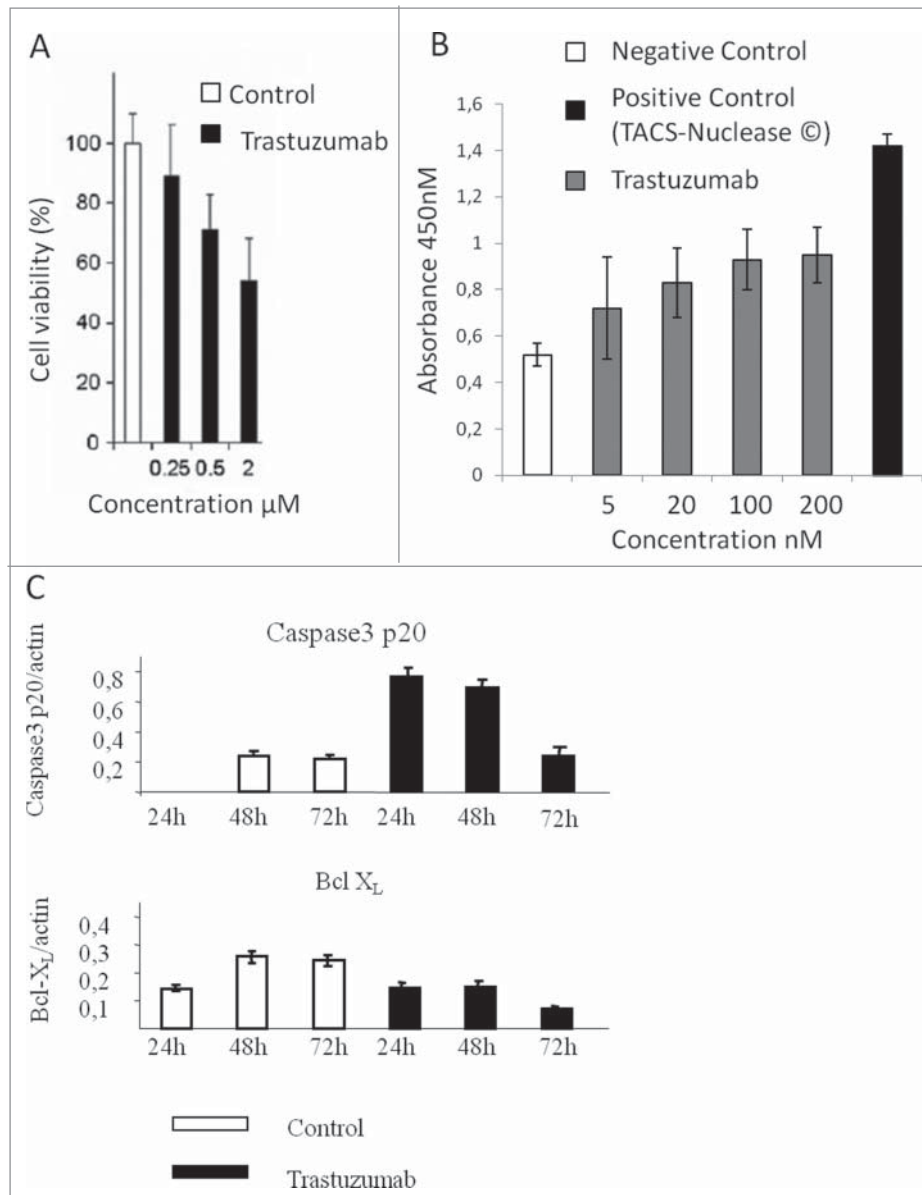 A
Control
Trastuzumab
100
80
60
40
20
0
Cell viability (%)
0.25 0.5 2
Concentration µM
B
Negative Control
Positive Control
(TACS-Nuclease ©)
Trastuzumab
1,6
1,4
1,2
1
0,8
0,6
0,4
0,2
0
Absorbance 450nM
5 20 100 200
Concentration nM
C
Caspase3 p20
Caspase3 p20/actin
0,8
0,6
0,4
0,2
24h 48h 72h 24h 48h 72h
Bcl X_L
Bcl-X_L/actin
0,4
0,3
0,2
0,1
24h 48h 72h 24h 48h 72h
Control
Trastuzumab